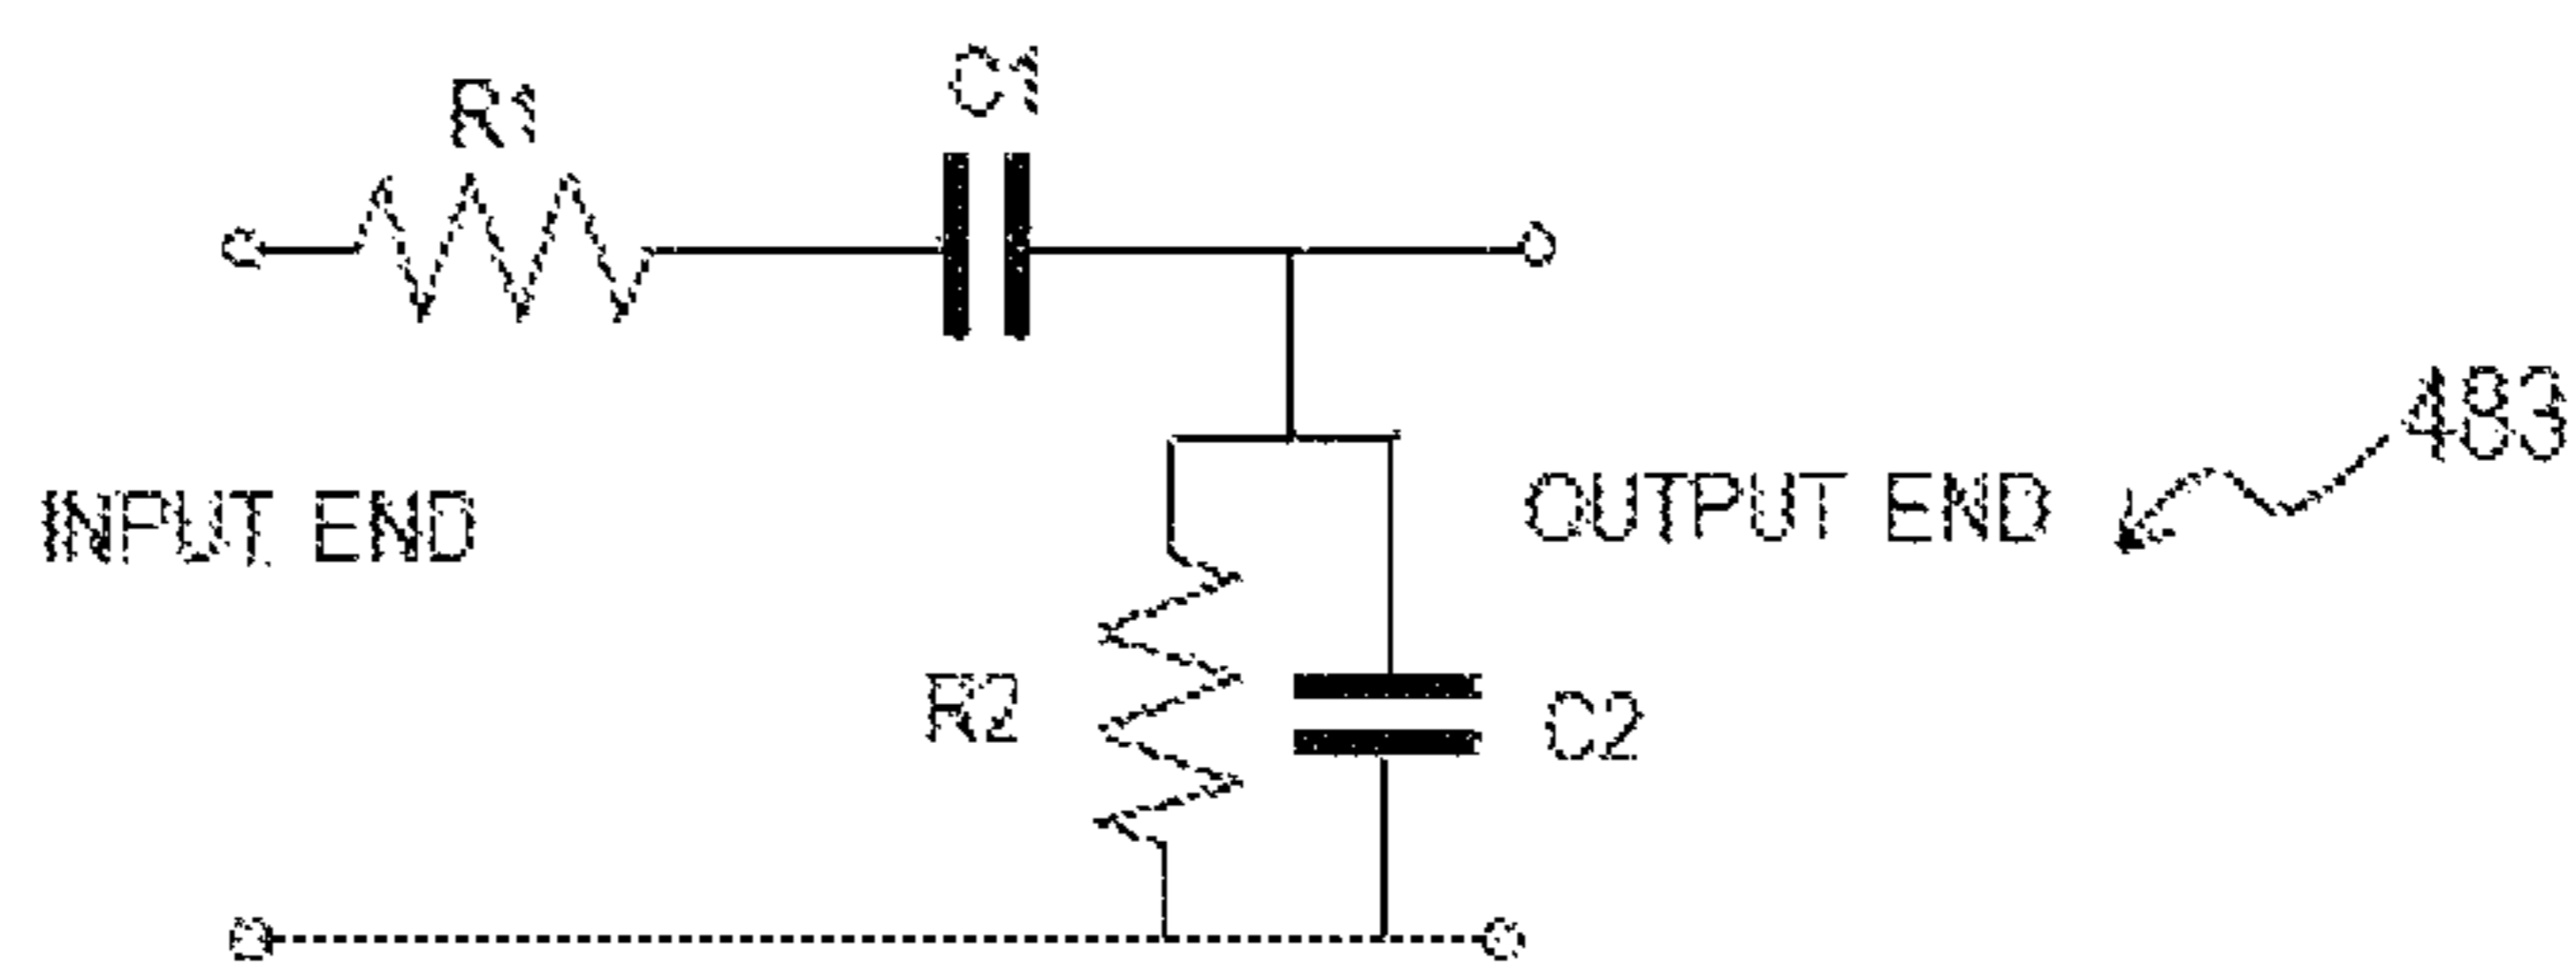 C1
R1
483
INPUT END
OUTPUT END
R2
C2